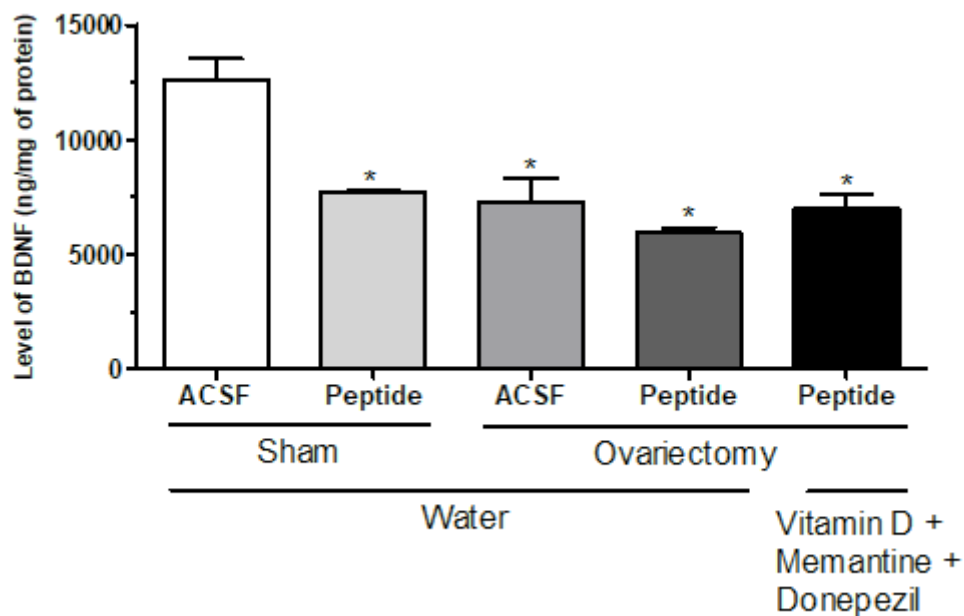 Level of BDNF (ng/mg of protein)
15000
10000
5000
0
*
*
*
*
ACSF Peptide ACSF Peptide Peptide
Sham Ovariectomy
Water
Vitamin D +
Memantine +
Donepezil